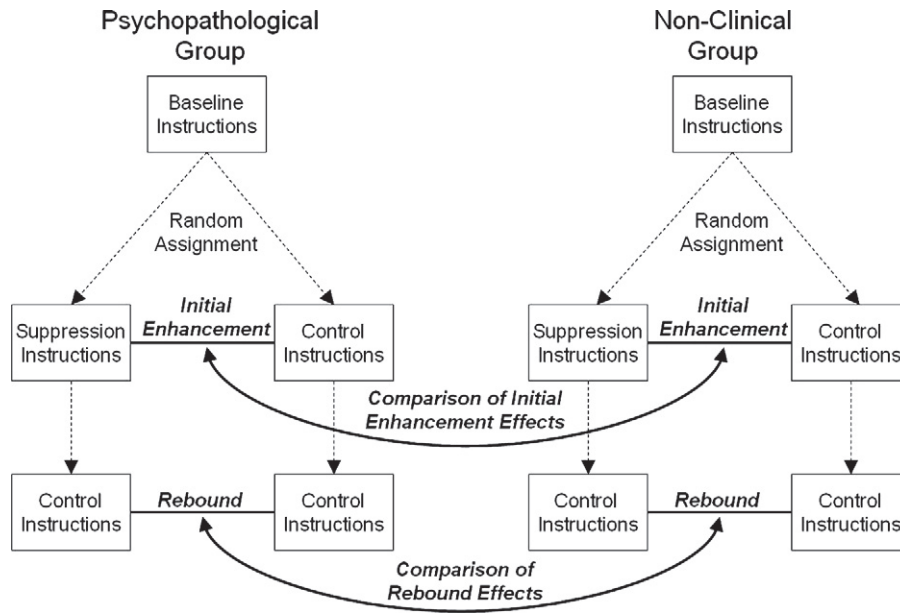 Psychopathological
Group
Non-Clinical
Group
Baseline
Instructions
Baseline
Instructions
Random
Assignment
Random
Assignment
Suppression
Instructions
Initial
Enhancement
Control
Instructions
Suppression
Instructions
Initial
Enhancement
Control
Instructions
Comparison of Initial
Enhancement Effects
Control
Instructions
Rebound
Control
Instructions
Control
Instructions
Rebound
Control
Instructions
Comparison of
Rebound Effects